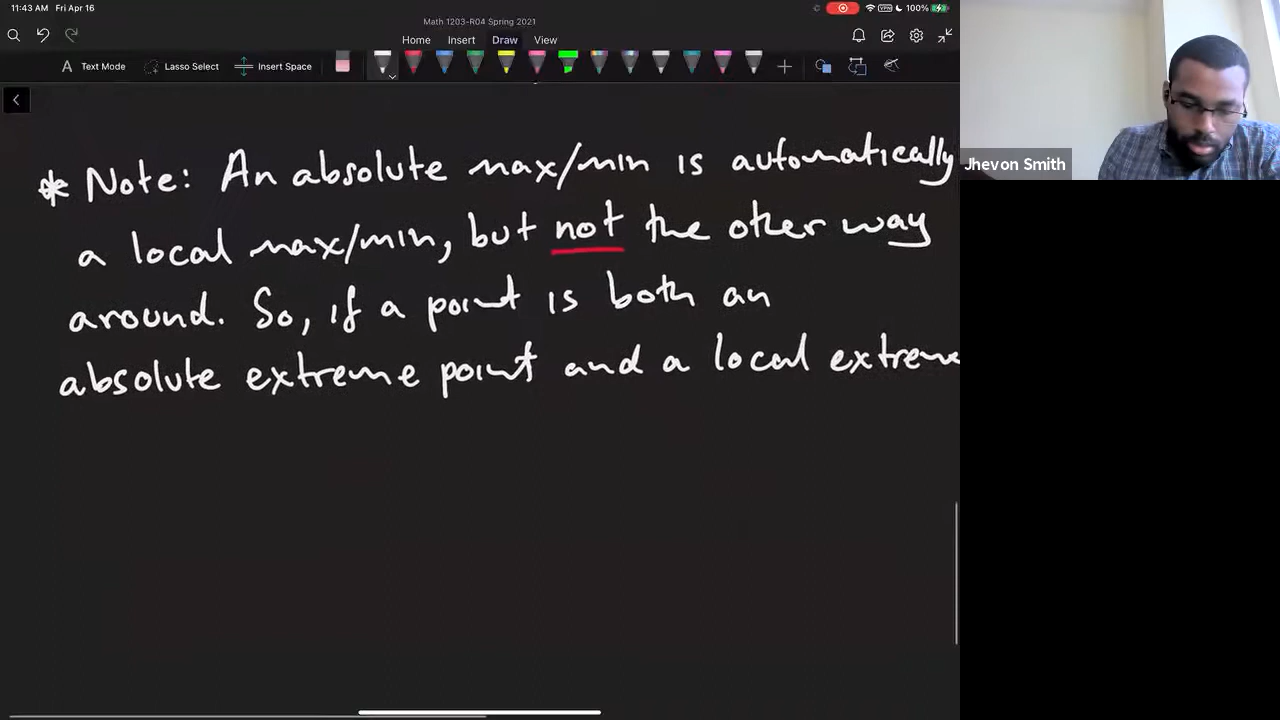 11:43 AM Fri Apr 16
VPN 100%
Math 1203-R04 Spring 2021
Home Insert Draw View
Text Mode Lasso Select Insert Space
* Note: An absolute max/min is automatically
a local max/min, but not the other way
around. So, if a point is both an
absolute extreme point and a local extreme
Jhevon Smith